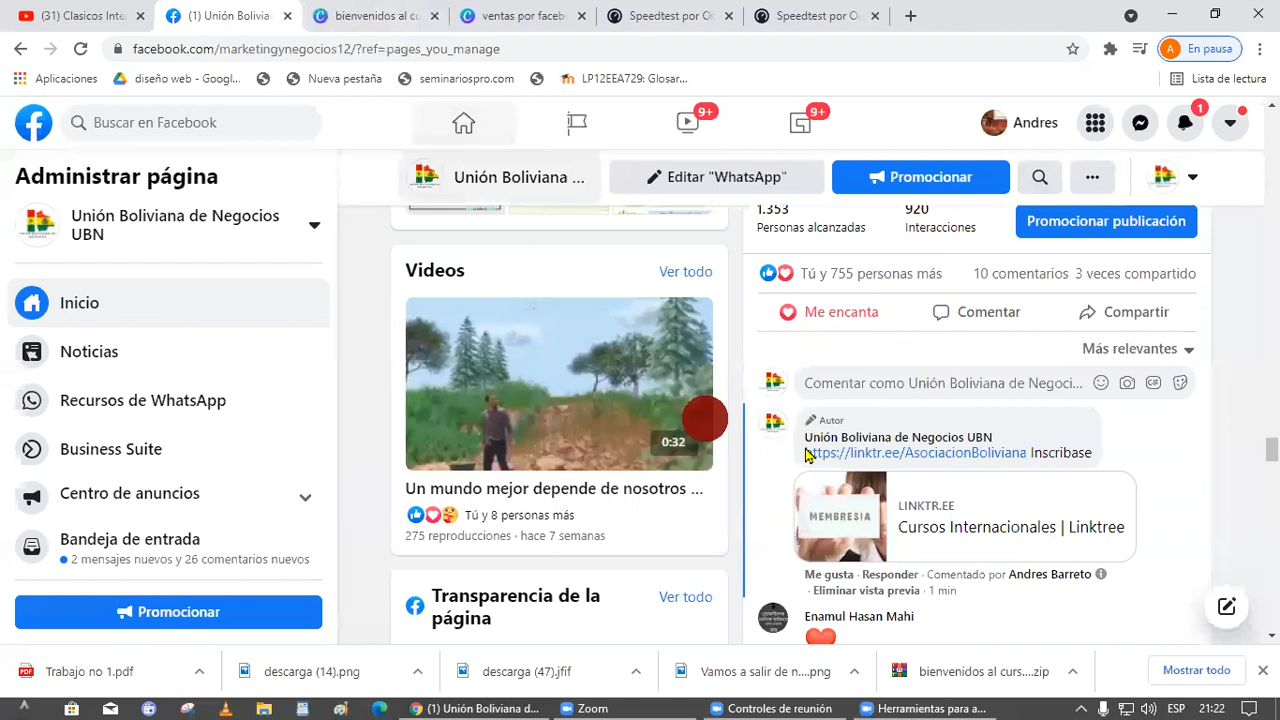 (31) Clasicos Inte
(1) Unión Bolivia
bienvenidos al cu
ventas por faceb
Speedtest por O
Speedtest por O
facebook.com/marketingynegocios12/?ref=pages_you_manage
A En pausa
Aplicaciones
diseño web - Googl...
Nueva pestaña
seminariospro.com
LP12EEA729: Glosar...
Lista de lectura
Buscar en Facebook
9+
9+
Andres
1
Administrar página
Unión Boliviana de Negocios
UBN
Inicio
Noticias
Recursos de WhatsApp
Business Suite
Centro de anuncios
Bandeja de entrada
2 mensajes nuevos y 26 comentarios nuevos
Promocionar
Unión Boliviana ...
Editar "WhatsApp"
Promocionar
Videos
Ver todo
0:32
Un mundo mejor depende de nosotros ...
Tú y 8 personas más
275 reproducciones · hace 7 semanas
Transparencia de la
página
Ver todo
1.353
Personas alcanzadas
920
Interacciones
Promocionar publicación
Tú y 755 personas más
10 comentarios 3 veces compartido
Me encanta
Comentar
Compartir
Más relevantes
Comentar como Unión Boliviana de Negoci...
GIF
Autor
Unión Boliviana de Negocios UBN
https://linktr.ee/AsociacionBoliviana Inscribase
MEMBRESIA
LINKTR.EE
Cursos Internacionales | Linktree
Me gusta · Responder · Comentado por Andres Barreto
· Eliminar vista previa · 1 min
Enamul Hasan Mahi
PDF
Trabajo no 1.pdf
descarga (14).png
descarga (47).jfif
Vamos a salir de n....png
bienvenidos al curs....zip
Mostrar todo
(1) Unión Boliviana d...
Zoom
Controles de reunión
Herramientas para a...
ESP
21:22